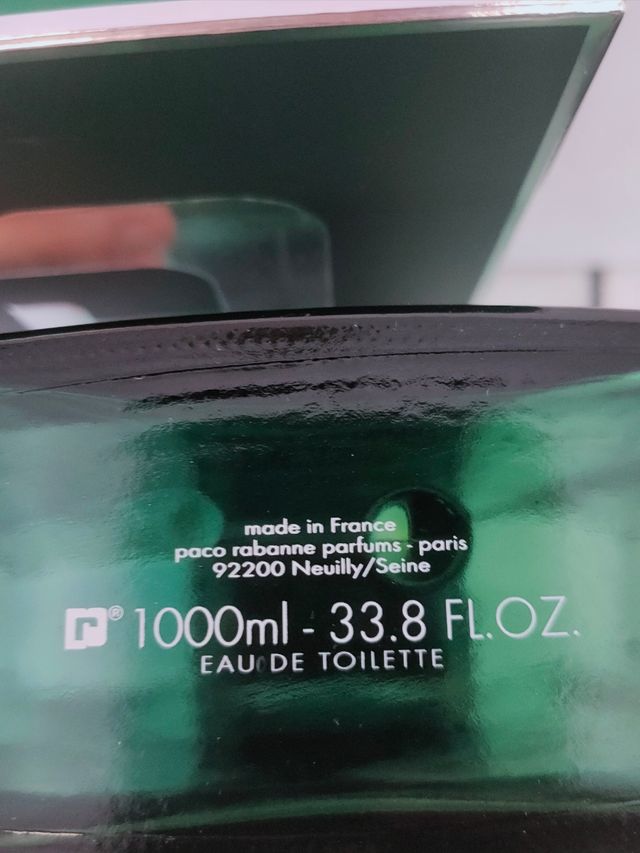 made in France
paco rabanne parfums - paris
92200 Neuilly/Seine
r® 1000ml - 33.8 FL.OZ.
EAU DE TOILETTE